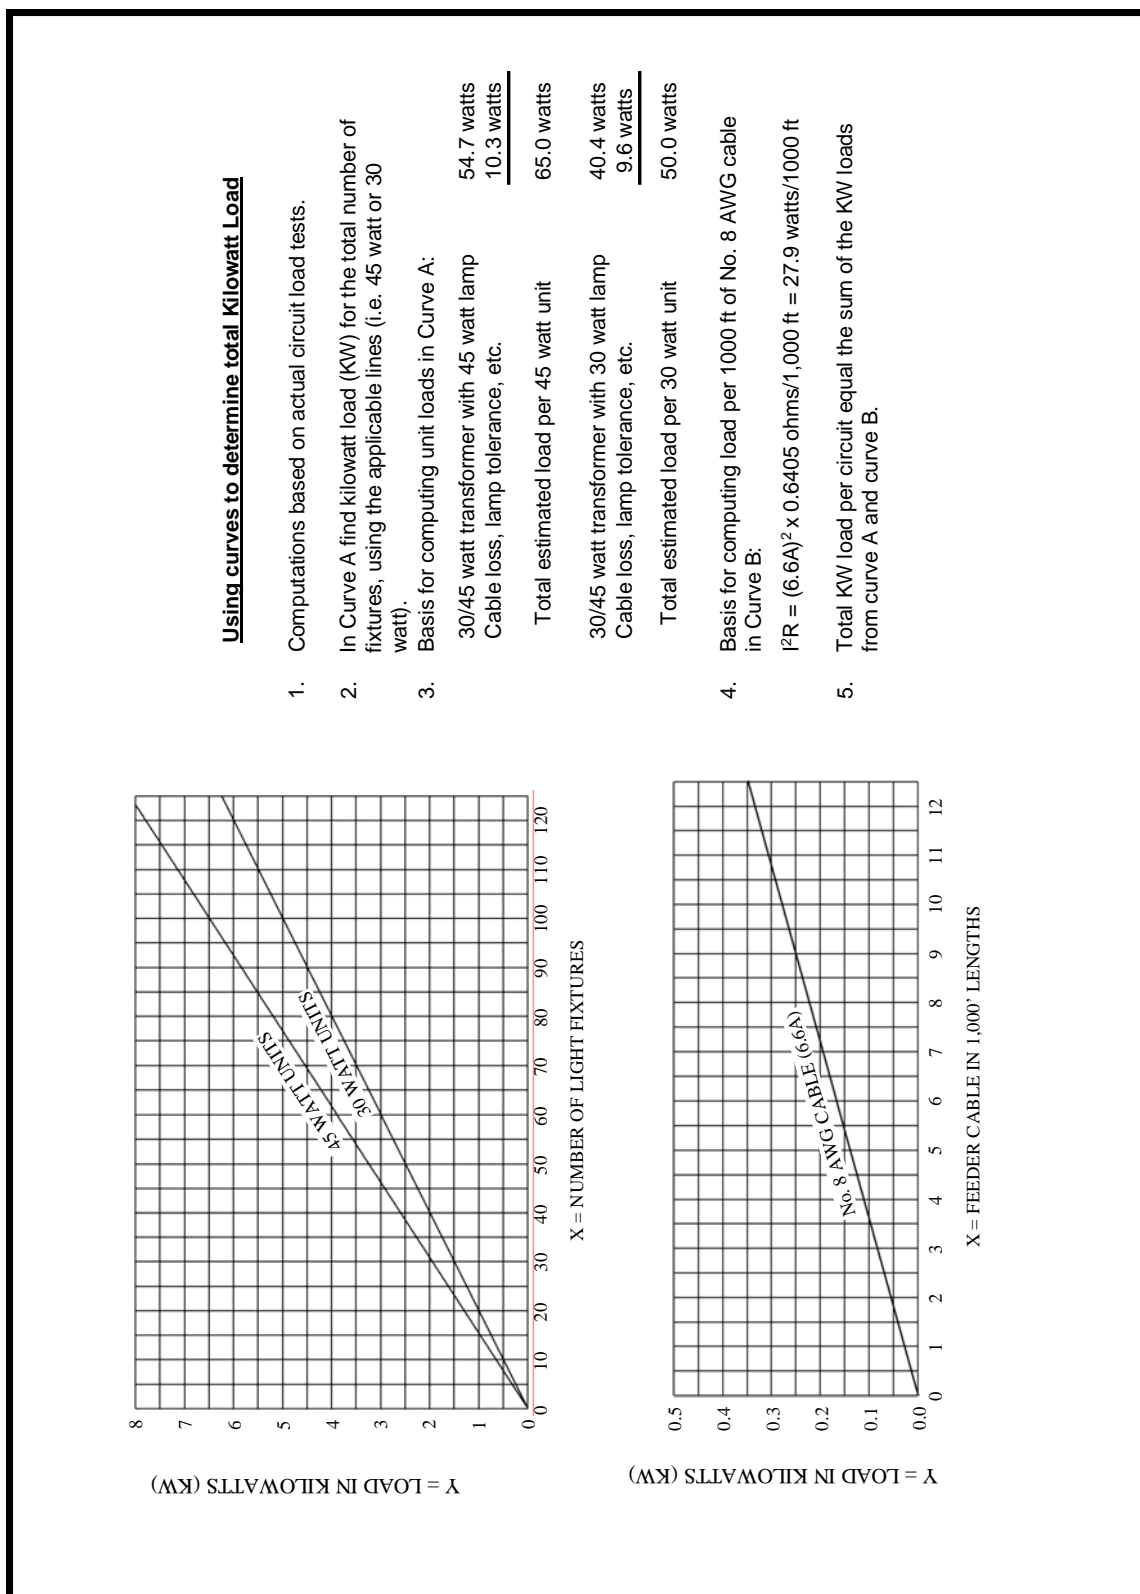 Using curves to determine total Kilowatt Load
1. Computations based on actual circuit load tests.
2. In Curve A find kilowatt load (KW) for the total number of
fixtures, using the applicable lines (i.e. 45 watt or 30
watt).
3. Basis for computing unit loads in Curve A:
30/45 watt transformer with 45 watt lamp 54.7 watts
Cable loss, lamp tolerance, etc. 10.3 watts
Total estimated load per 45 watt unit 65.0 watts
30/45 watt transformer with 30 watt lamp 40.4 watts
Cable loss, lamp tolerance, etc. 9.6 watts
Total estimated load per 30 watt unit 50.0 watts
4. Basis for computing load per 1000 ft of No. 8 AWG cable
in Curve B:
I²R = (6.6A)² x 0.6405 ohms/1,000 ft = 27.9 watts/1000 ft
5. Total KW load per circuit equal the sum of the KW loads
from curve A and curve B.
Y = LOAD IN KILOWATTS (KW)
8
7
6
5
4
3
2
1
0
45 WATT UNITS
30 WATT UNITS
0 10 20 30 40 50 60 70 80 90 100 110 120
X = NUMBER OF LIGHT FIXTURES
Y = LOAD IN KILOWATTS (KW)
0.5
0.4
0.3
0.2
0.1
0.0
No. 8 AWG CABLE (6.6A)
0 1 2 3 4 5 6 7 8 9 10 11 12
X = FEEDER CABLE IN 1,000' LENGTHS